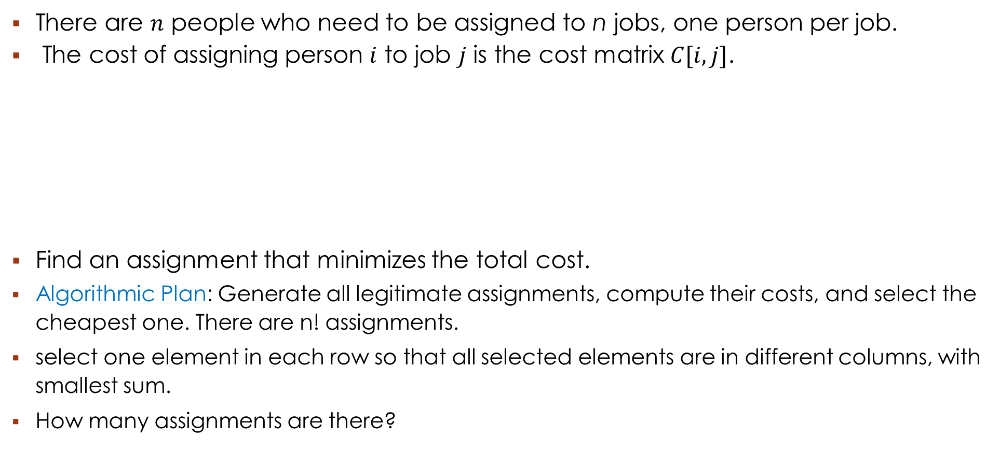 ▪ There are n people who need to be assigned to n jobs, one person per job.
▪ The cost of assigning person i to job j is the cost matrix C[i,j].
▪ Find an assignment that minimizes the total cost.
▪ Algorithmic Plan: Generate all legitimate assignments, compute their costs, and select the
cheapest one. There are n! assignments.
▪ select one element in each row so that all selected elements are in different columns, with
smallest sum.
▪ How many assignments are there?